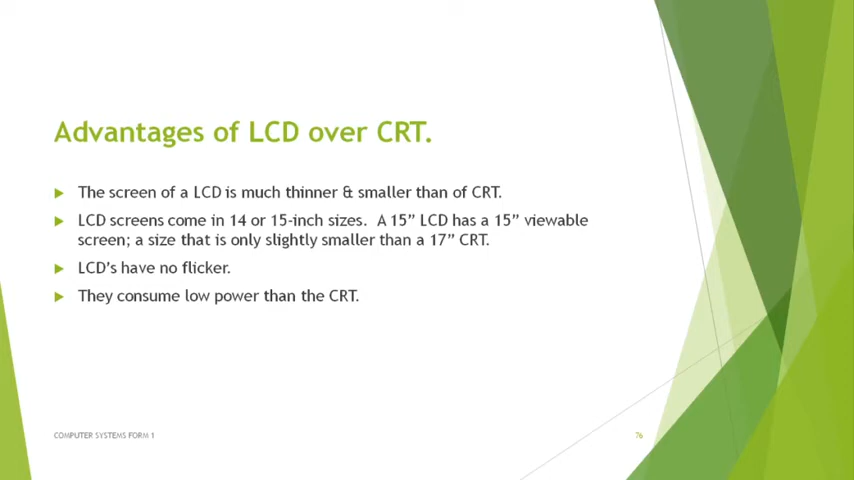 Advantages of LCD over CRT.
The screen of a LCD is much thinner & smaller than of CRT.
LCD screens come in 14 or 15-inch sizes. A 15” LCD has a 15” viewable
screen; a size that is only slightly smaller than a 17” CRT.
LCD’s have no flicker.
They consume low power than the CRT.
COMPUTER SYSTEMS FORM 1
76